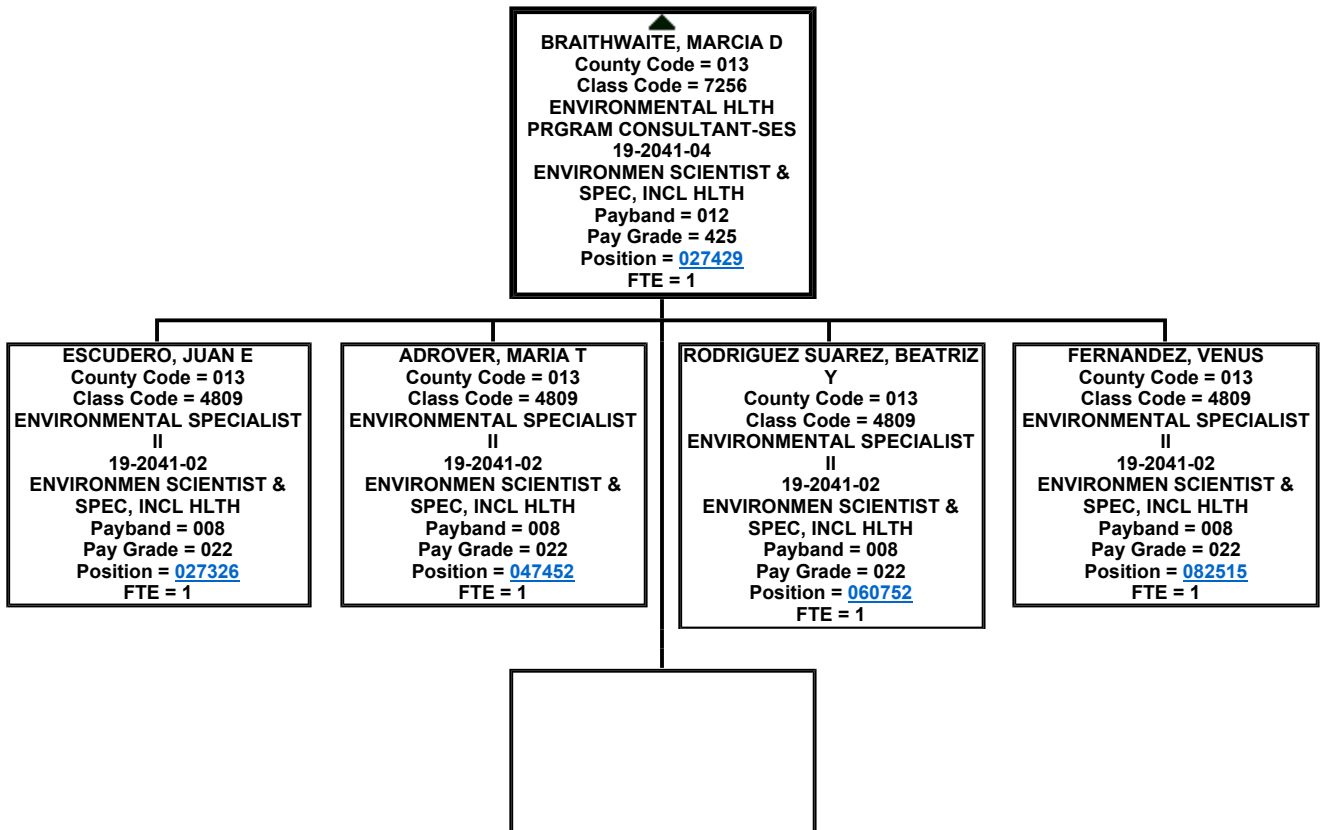 BRAITHWAITE, MARCIA D
County Code = 013
Class Code = 7256
ENVIRONMENTAL HLTH
PRGRAM CONSULTANT-SES
19-2041-04
ENVIRONMEN SCIENTIST &
SPEC, INCL HLTH
Payband = 012
Pay Grade = 425
Position = 027429
FTE = 1
ESCUDERO, JUAN E
County Code = 013
Class Code = 4809
ENVIRONMENTAL SPECIALIST
II
19-2041-02
ENVIRONMEN SCIENTIST &
SPEC, INCL HLTH
Payband = 008
Pay Grade = 022
Position = 027326
FTE = 1
ADROVER, MARIA T
County Code = 013
Class Code = 4809
ENVIRONMENTAL SPECIALIST
II
19-2041-02
ENVIRONMEN SCIENTIST &
SPEC, INCL HLTH
Payband = 008
Pay Grade = 022
Position = 047452
FTE = 1
RODRIGUEZ SUAREZ, BEATRIZ
Y
County Code = 013
Class Code = 4809
ENVIRONMENTAL SPECIALIST
II
19-2041-02
ENVIRONMEN SCIENTIST &
SPEC, INCL HLTH
Payband = 008
Pay Grade = 022
Position = 060752
FTE = 1
FERNANDEZ, VENUS
County Code = 013
Class Code = 4809
ENVIRONMENTAL SPECIALIST
II
19-2041-02
ENVIRONMEN SCIENTIST &
SPEC, INCL HLTH
Payband = 008
Pay Grade = 022
Position = 082515
FTE = 1